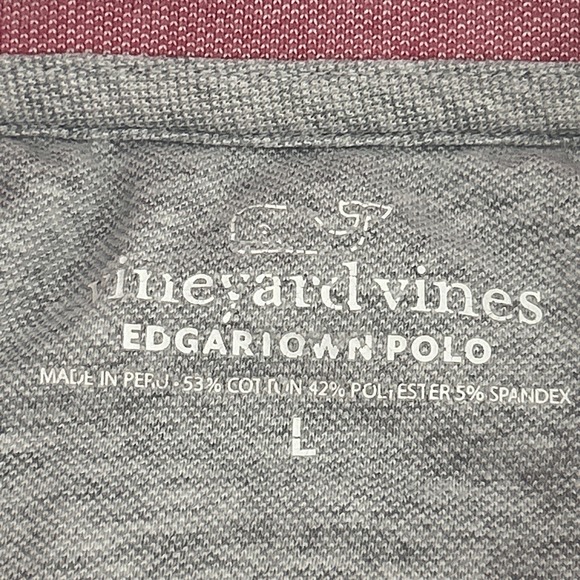 vineyard vines
EDGARTOWN POLO
MADE IN PERU - 53% COTTON 42% POLYESTER 5% SPANDEX
L